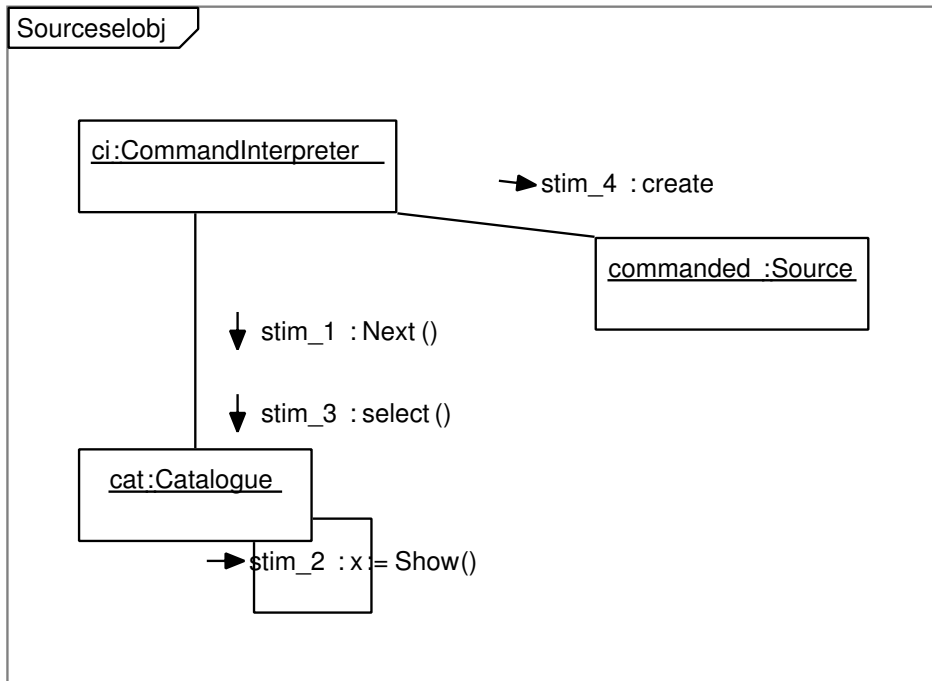 Sourceselobj
ci:CommandInterpreter
stim_4 : create
commanded :Source
stim_1 : Next ()
stim_3 : select ()
cat:Catalogue
stim_2 : x := Show()